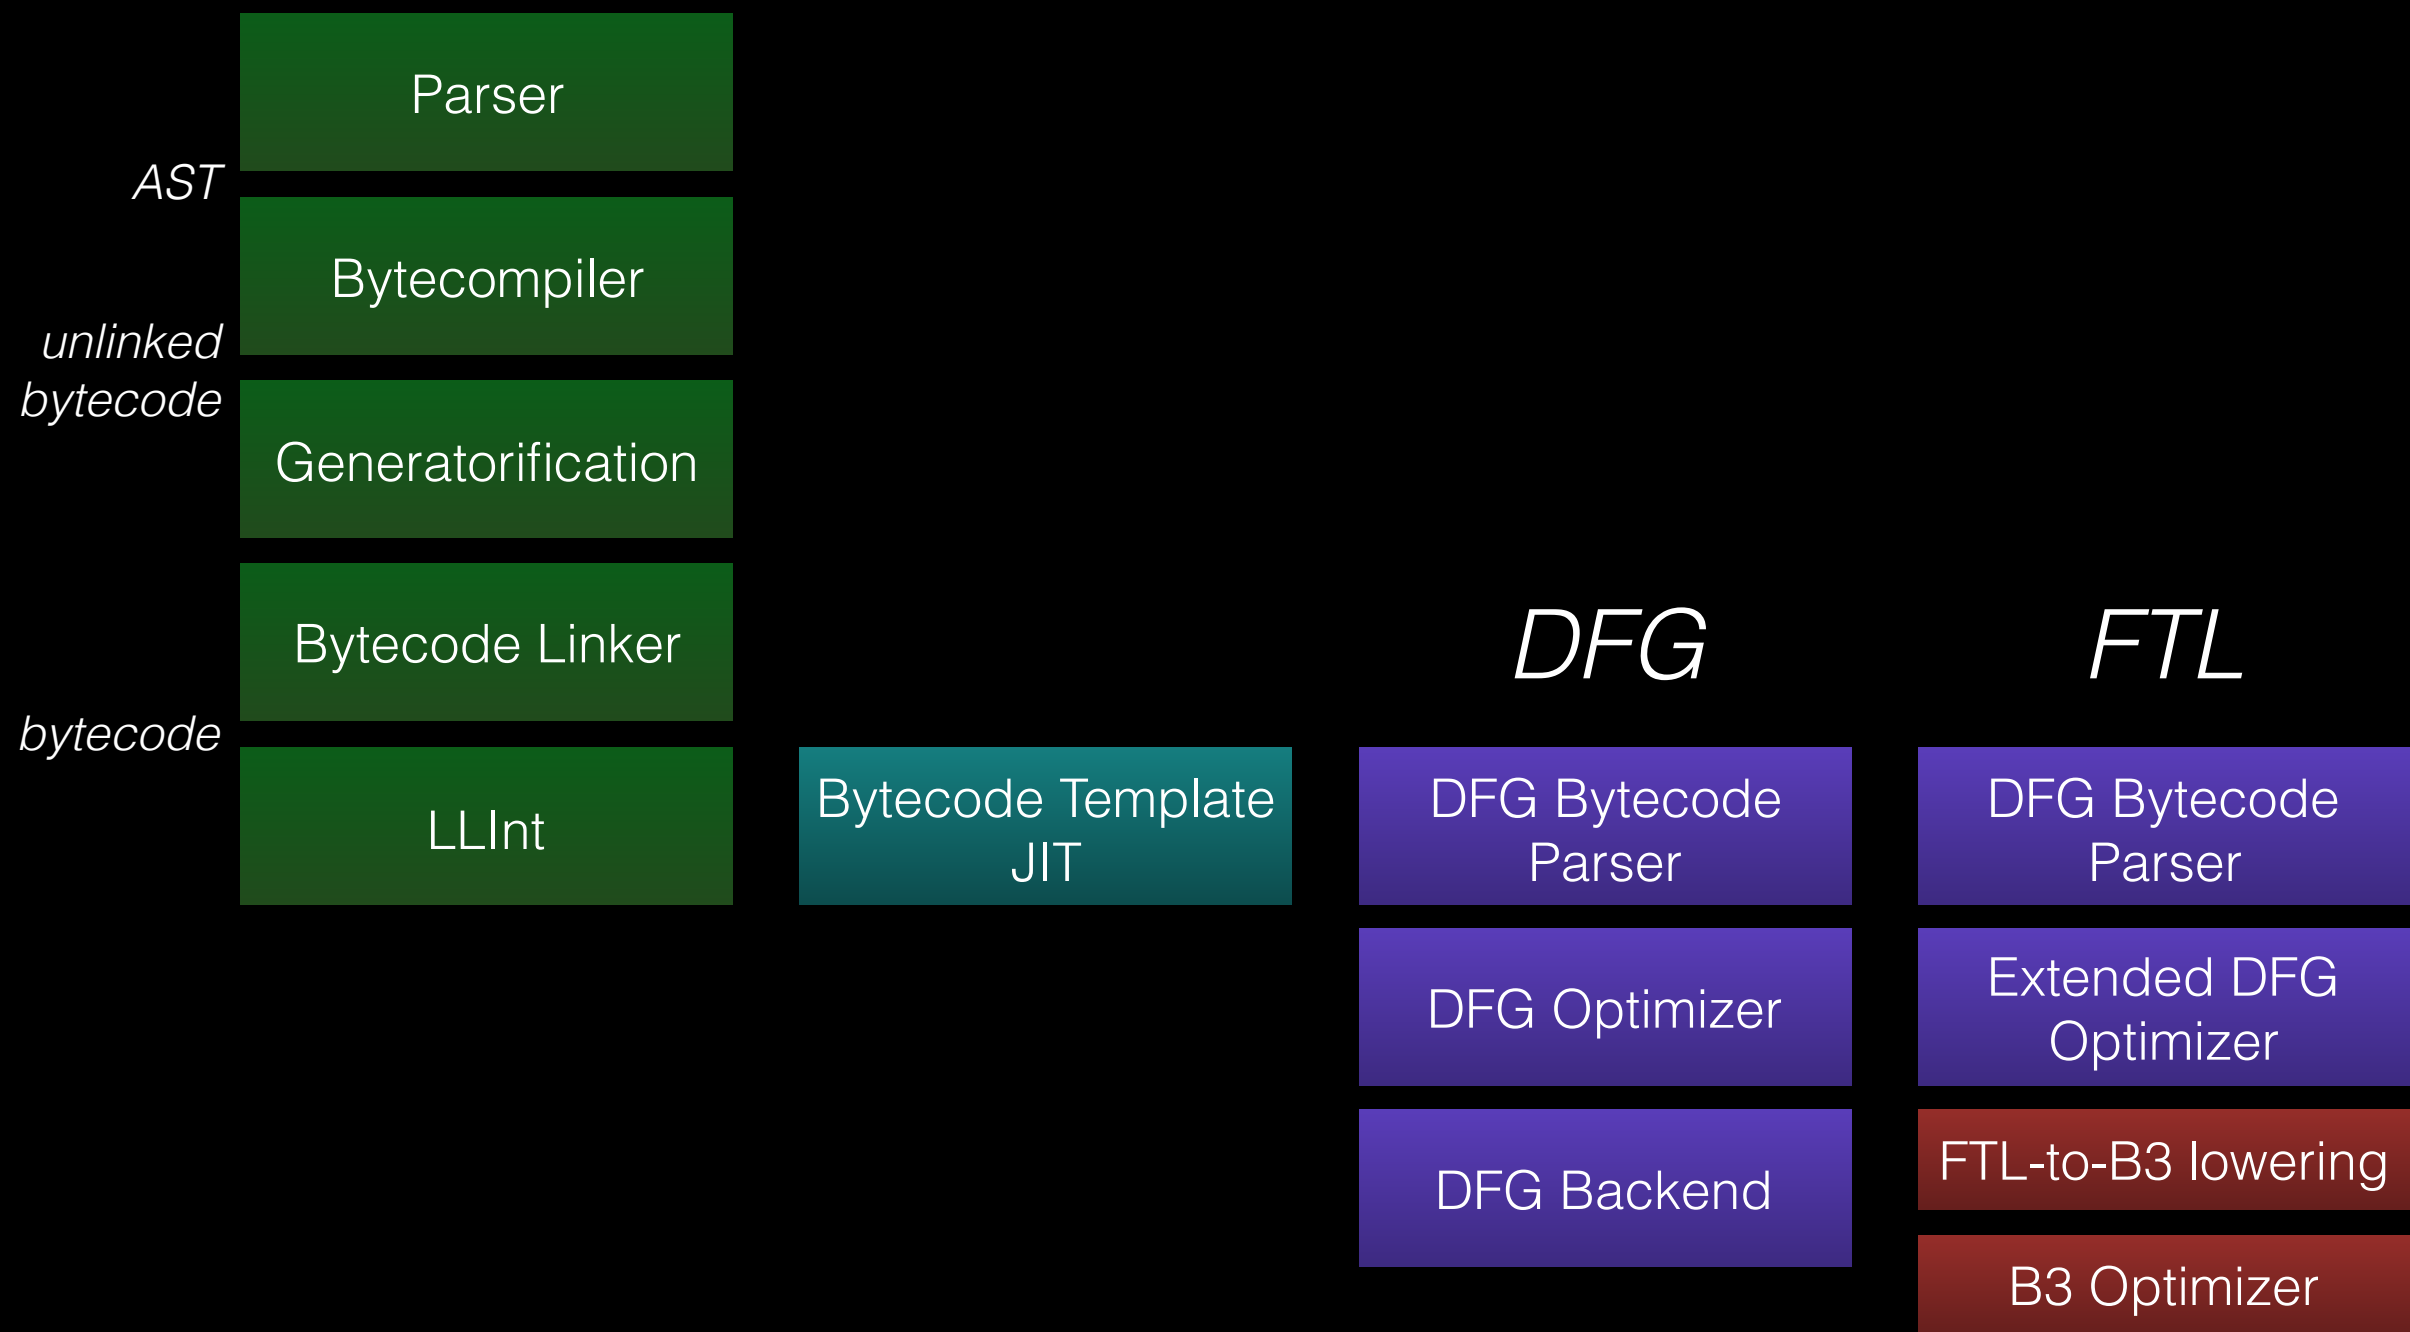 Parser
AST
Bytecompiler
unlinked
bytecode
Generatorification
Bytecode Linker
bytecode
LLInt
Bytecode Template
JIT
DFG
DFG Bytecode
Parser
DFG Optimizer
DFG Backend
FTL
DFG Bytecode
Parser
Extended DFG
Optimizer
FTL-to-B3 lowering
B3 Optimizer